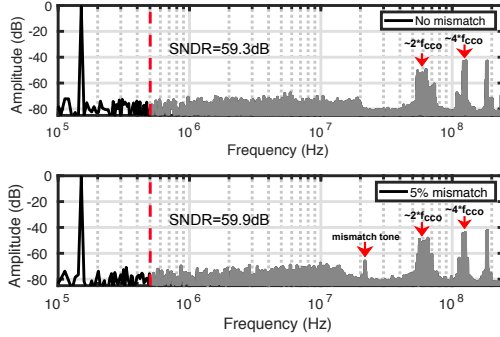 0
No mismatch
-40
-60
-80
Amplitude (dB)
SNDR=59.3dB
~2*fCCO
~4*fCCO
10^5
10^6
10^7
10^8
Frequency (Hz)
0
5% mismatch
-40
-60
-80
Amplitude (dB)
SNDR=59.9dB
mismatch tone
~2*fCCO
~4*fCCO
10^5
10^6
10^7
10^8
Frequency (Hz)